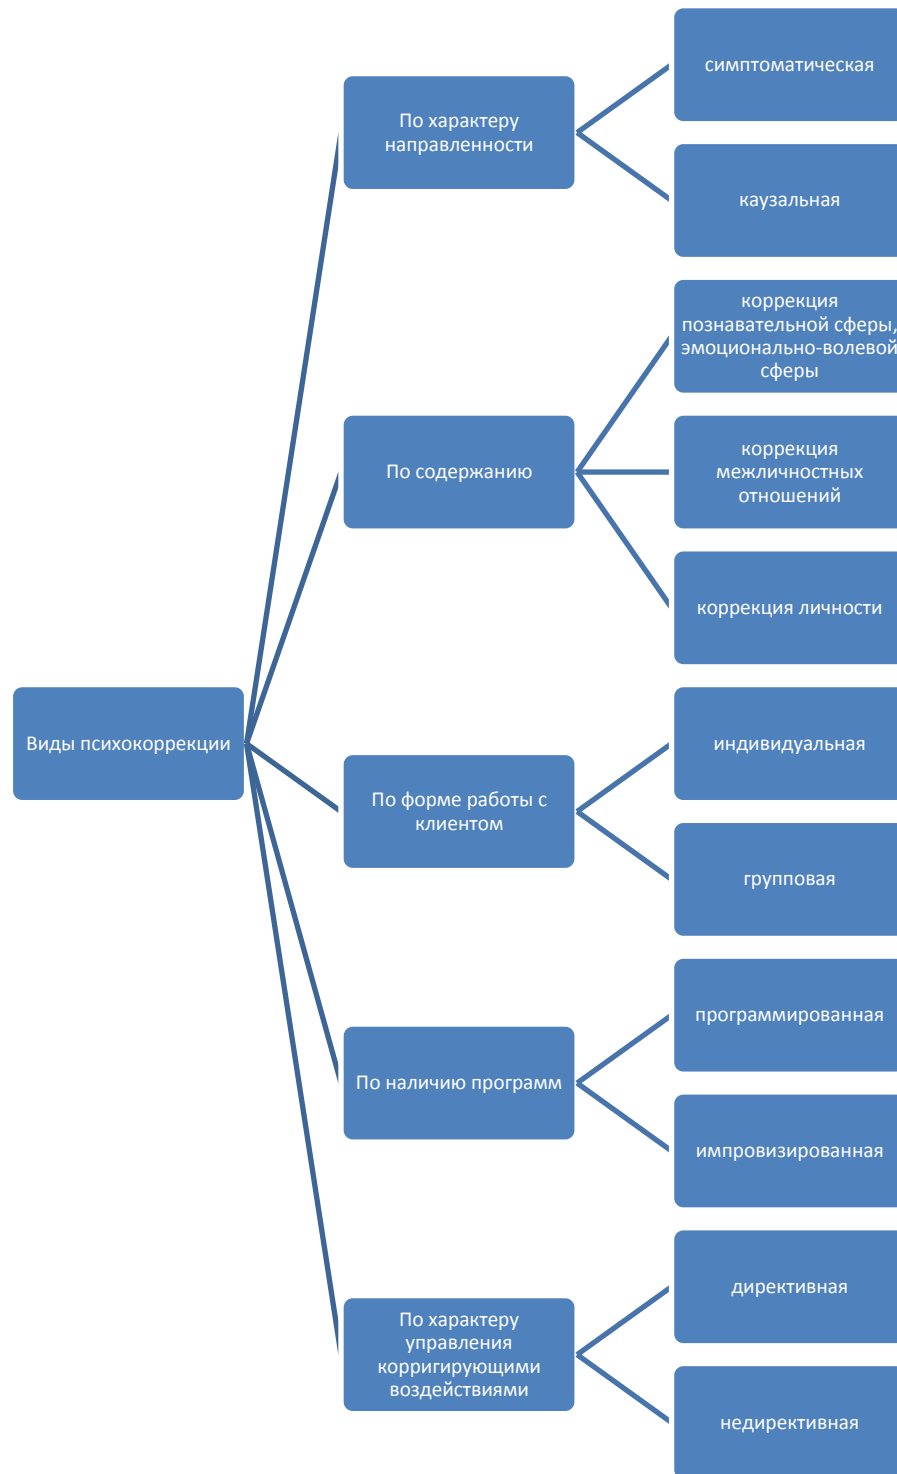 Виды психокоррекции
По характеру
направленности
симптоматическая
каузальная
По содержанию
коррекция
познавательной сферы,
эмоционально-волевой
сферы
коррекция
межличностных
отношений
коррекция личности
По форме работы с
клиентом
индивидуальная
групповая
По наличию программ
программированная
импровизированная
По характеру
управления
корригирующими
воздействиями
директивная
недирективная